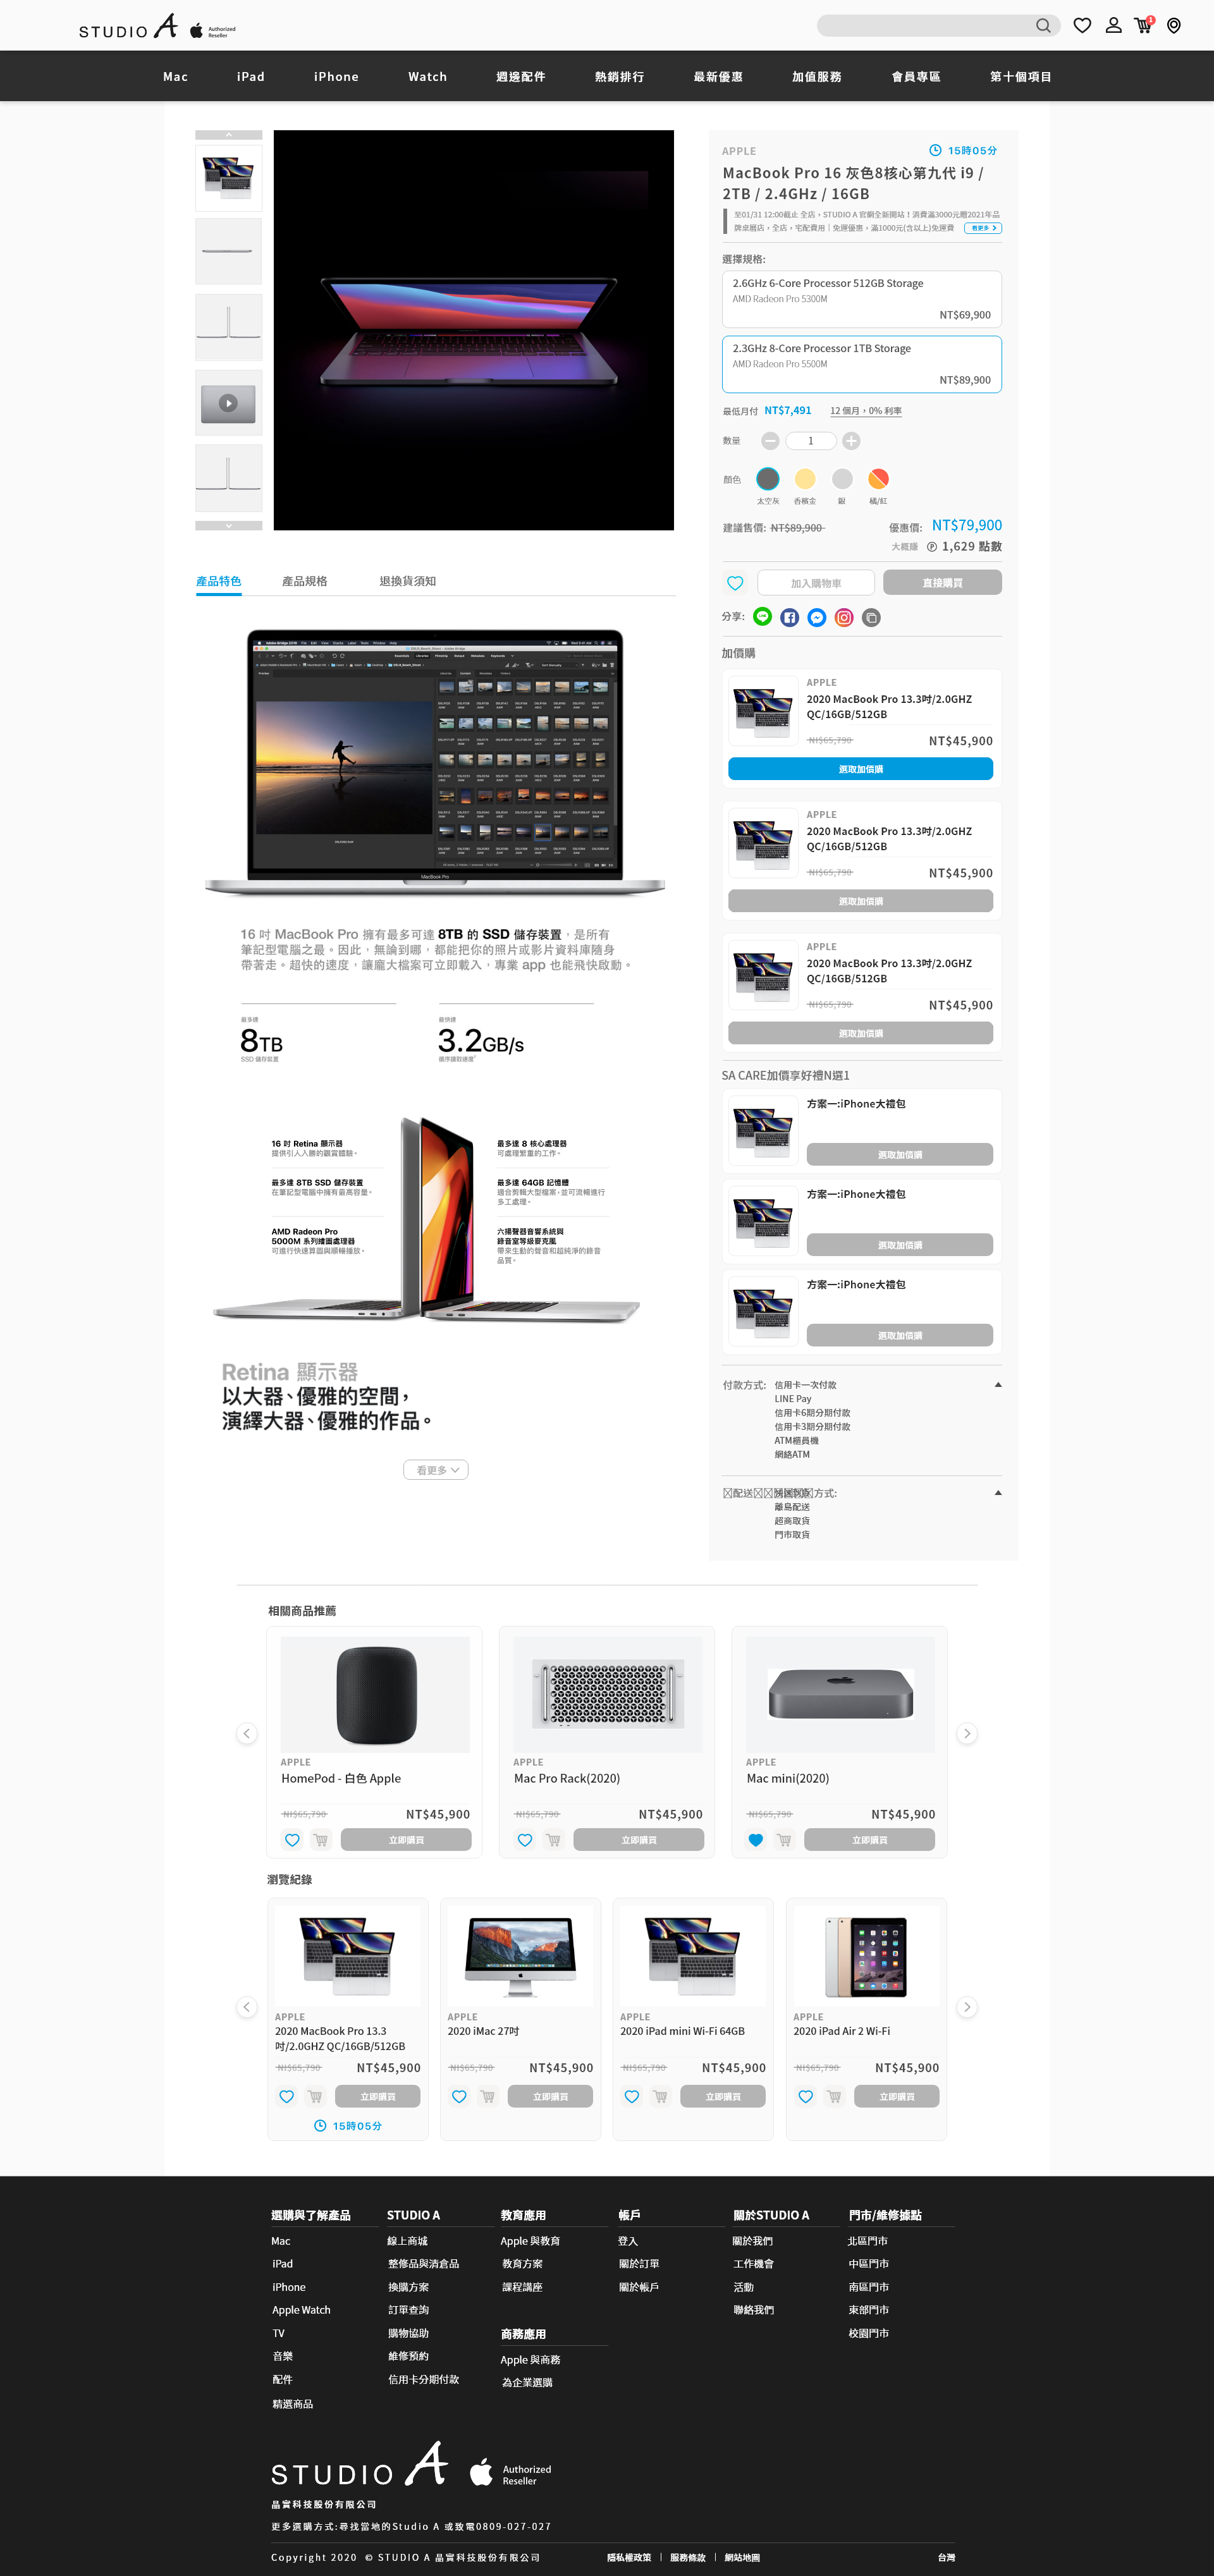 STUDIO A Authorized Reseller
1
Mac iPad iPhone Watch 週邊配件 熱銷排行 最新優惠 加值服務 會員專區 第十個項目
APPLE
15時05分
MacBook Pro 16 灰色8核心第九代 i9 /
2TB / 2.4GHz / 16GB
至01/31 12:00截止 全店，STUDIO A 官網全新開站！消費滿3000元贈2021年品
牌桌曆店，全店，宅配費用｜免運優惠，滿1000元(含以上)免運費 看更多
選擇規格:
2.6GHz 6-Core Processor 512GB Storage
AMD Radeon Pro 5300M
NT$69,900
2.3GHz 8-Core Processor 1TB Storage
AMD Radeon Pro 5500M
NT$89,900
最低月付 NT$7,491 12 個月，0% 利率
數量 1
顏色
太空灰 香檳金 銀 橘/紅
建議售價: NT$89,900
優惠價: NT$79,900
大概賺 P 1,629 點數
加入購物車 直接購買
分享:
加價購
APPLE
2020 MacBook Pro 13.3吋/2.0GHZ
QC/16GB/512GB
NT$65,790 NT$45,900
選取加價購
APPLE
2020 MacBook Pro 13.3吋/2.0GHZ
QC/16GB/512GB
NT$65,790 NT$45,900
選取加價購
APPLE
2020 MacBook Pro 13.3吋/2.0GHZ
QC/16GB/512GB
NT$65,790 NT$45,900
選取加價購
SA CARE加價享好禮N選1
方案一:iPhone大禮包
選取加價購
方案一:iPhone大禮包
選取加價購
方案一:iPhone大禮包
選取加價購
付款方式: 信用卡一次付款
LINE Pay
信用卡6期分期付款
信用卡3期分期付款
ATM櫃員機
網絡ATM
配送 方式:
離島配送
超商取貨
門市取貨
產品特色 產品規格 退換貨須知
MacBook Pro
16 吋 MacBook Pro 擁有最多可達 8TB 的 SSD 儲存裝置，是所有
筆記型電腦之最。因此，無論到哪，都能把你的照片或影片資料庫隨身
帶著走。超快的速度，讓龐大檔案可立即載入，專業 app 也能飛快啟動。
最多達
8TB
SSD 儲存裝置
最快達
3.2GB/s
循序讀取速度
16 吋 Retina 顯示器
提供引人入勝的觀賞體驗。
最多達 8TB SSD 儲存裝置
在筆記型電腦中擁有最高容量。
AMD Radeon Pro
5000M 系列繪圖處理器
可進行快速算圖與順暢播放。
最多達 8 核心處理器
可處理繁重的工作。
最多達 64GB 記憶體
適合剪輯大型檔案，並可流暢進行
多工處理。
六揚聲器音響系統與
錄音室等級麥克風
帶來生動的聲音和超純淨的錄音
品質。
Retina 顯示器
以大器、優雅的空間，
演繹大器、優雅的作品。
看更多
相關商品推薦
APPLE
HomePod - 白色 Apple
NT$65,790 NT$45,900
立即購買
APPLE
Mac Pro Rack(2020)
NT$65,790 NT$45,900
立即購買
APPLE
Mac mini(2020)
NT$65,790 NT$45,900
立即購買
瀏覽紀錄
APPLE
2020 MacBook Pro 13.3
吋/2.0GHZ QC/16GB/512GB
NT$65,790 NT$45,900
立即購買
15時05分
APPLE
2020 iMac 27吋
NT$65,790 NT$45,900
立即購買
APPLE
2020 iPad mini Wi-Fi 64GB
NT$65,790 NT$45,900
立即購買
APPLE
2020 iPad Air 2 Wi-Fi
NT$65,790 NT$45,900
立即購買
選購與了解產品
Mac
iPad
iPhone
Apple Watch
TV
音樂
配件
精選商品
STUDIO A
線上商城
整修品與清倉品
換購方案
訂單查詢
購物協助
維修預約
信用卡分期付款
教育應用
Apple 與教育
教育方案
課程講座
商務應用
Apple 與商務
為企業選購
帳戶
登入
關於訂單
關於帳戶
關於STUDIO A
關於我們
工作機會
活動
聯絡我們
門市/維修據點
北區門市
中區門市
南區門市
東部門市
校園門市
STUDIO A Authorized Reseller
晶實科技股份有限公司
更多選購方式:尋找當地的Studio A 或致電0809-027-027
Copyright 2020 © STUDIO A 晶實科技股份有限公司 隱私權政策 | 服務條款 | 網站地圖 台灣